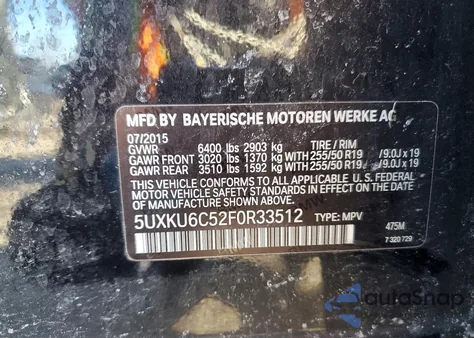 MFD BY BAYERISCHE MOTOREN WERKE AG
07/2015 TIRE / RIM
GVWR 6400 lbs 2903 kg
GAWR FRONT 3020 lbs 1370 kg WITH 255/50 R19 /9.0J x 19
GAWR REAR 3510 lbs 1592 kg WITH 255/50 R19 /9.0J x 19
THIS VEHICLE CONFORMS TO ALL APPLICABLE U.S. FEDERAL
MOTOR VEHICLE SAFETY STANDARDS IN EFFECT ON THE DATE OF
MANUFACTURE SHOWN ABOVE.
5UXKU6C52F0R33512 TYPE: MPV
475M
7 320 729
autoSnap